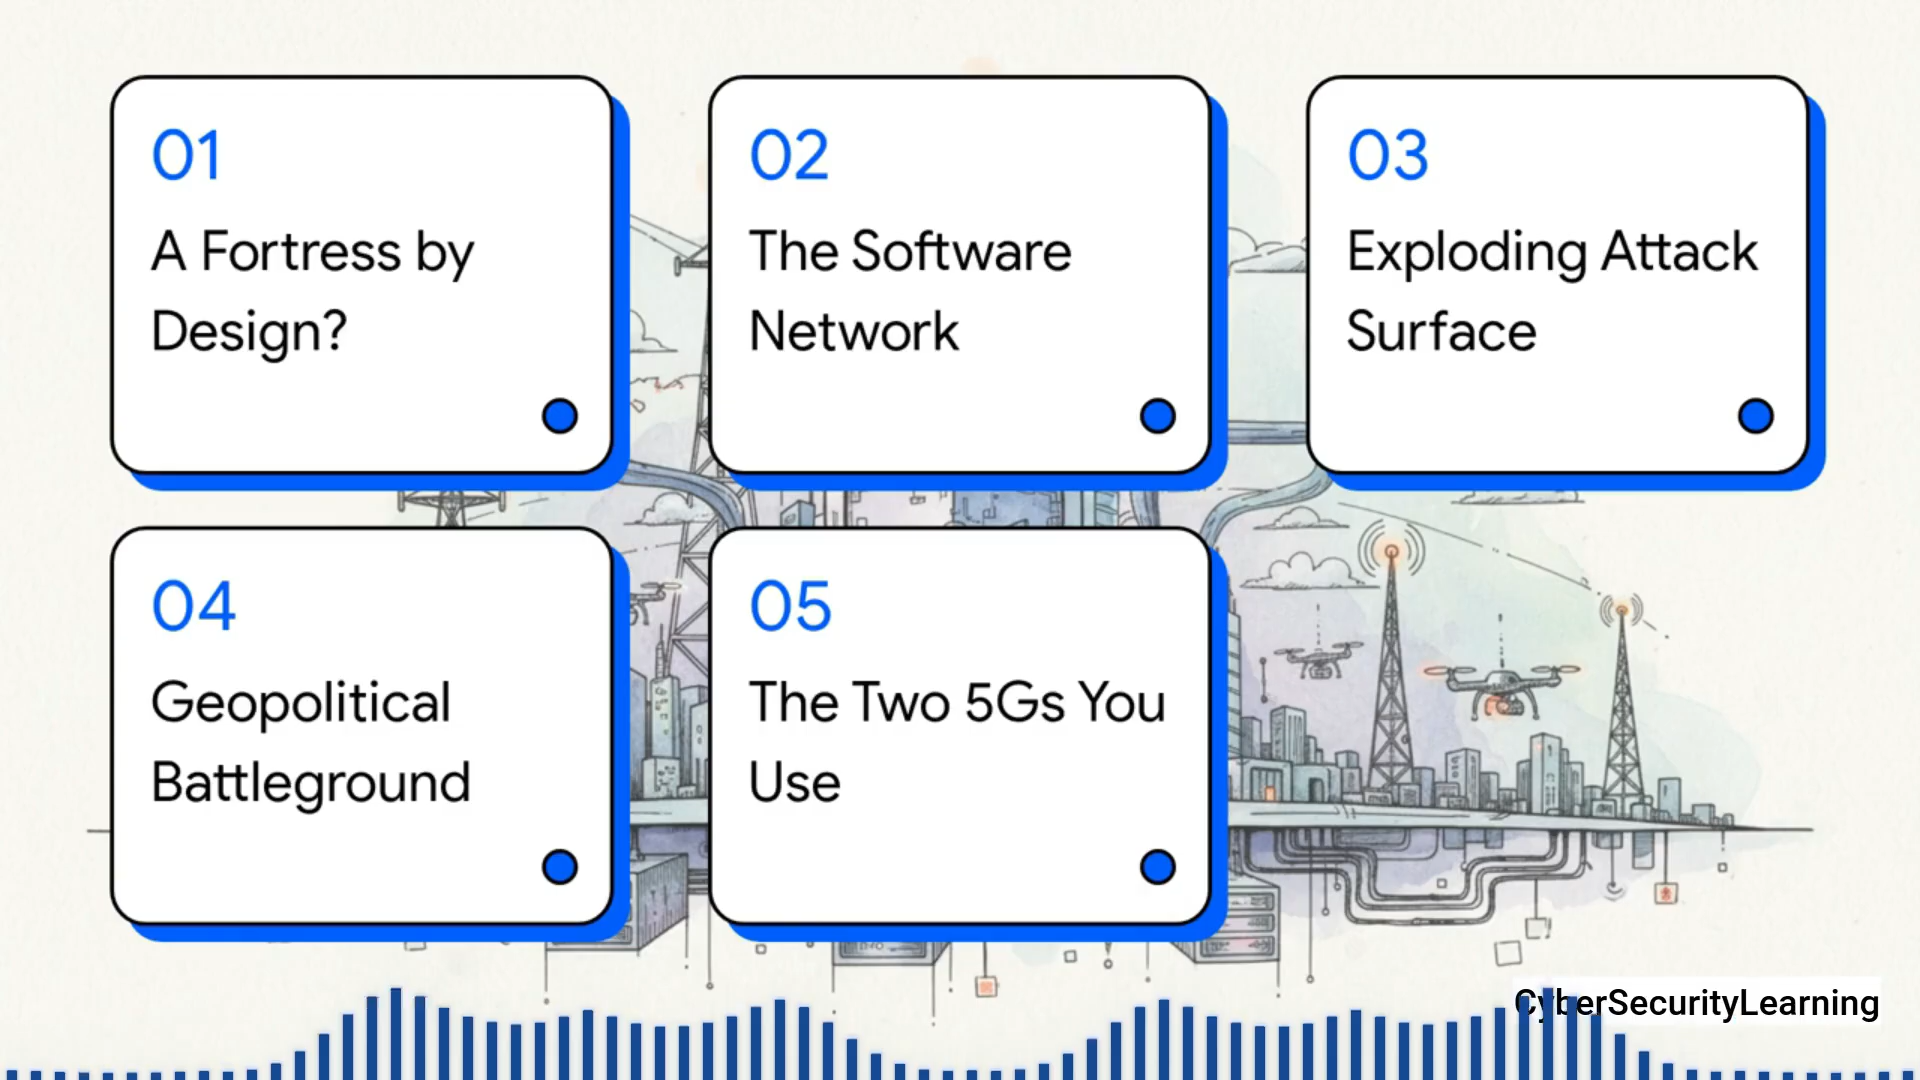 01
A Fortress by
Design?
02
The Software
Network
03
Exploding Attack
Surface
04
Geopolitical
Battleground
05
The Two 5Gs You
Use
CyberSecurityLearning